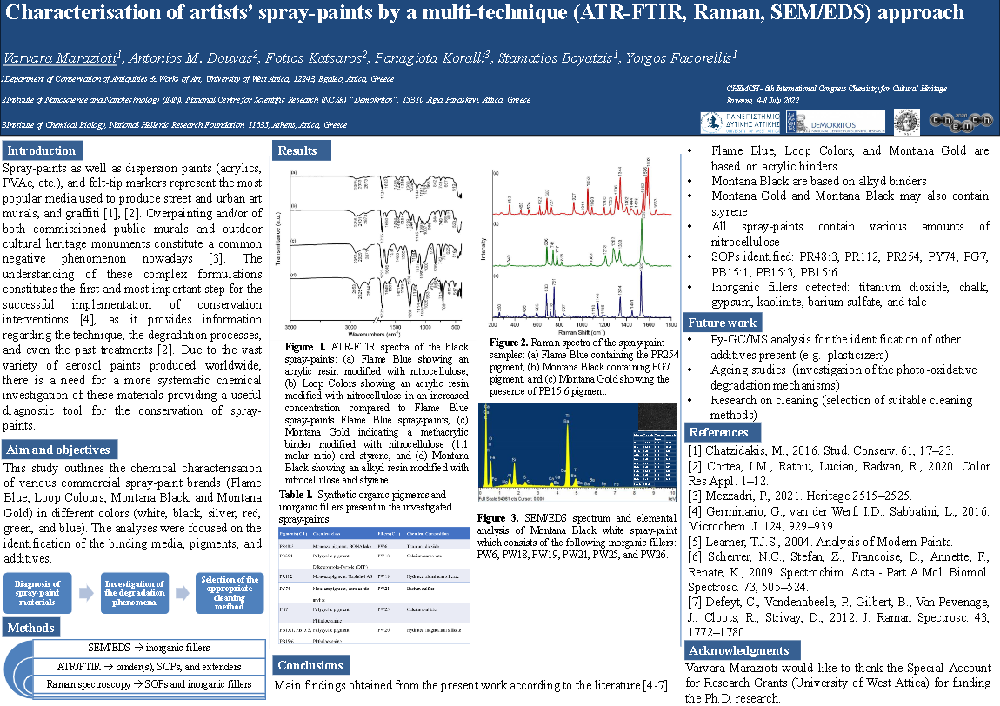 Characterisation of artists’ spray-paints by a multi-technique (ATR-FTIR, Raman, SEM/EDS) approach
Varvara Marazioti1, Antonios M. Douvas2, Fotios Katsaros2, Panagiota Koralli3, Stamatios Boyatzis1, Yorgos Facorellis1
1Department of Conservation of Antiquities & Works of Art, University of West Attica, 12243, Egaleo, Attica, Greece
2Institute of Nanoscience and Nanotechnology (INN), National Centre for Scientific Research (NCSR) “Demokritos”, 15310, Agia Paraskevi, Attica, Greece
3Institute of Chemical Biology, National Hellenic Research Foundation 11635, Athens, Attica, Greece
CHEMCH - 6th International Congress Chemistry for Cultural Heritage
Ravenna, 4-8 July 2022
ΠΑΝΕΠΙΣΤΗΜΙΟ
ΔΥΤΙΚΗΣ ΑΤΤΙΚΗΣ
UNIVERSITY OF WEST ATTICA
DEMOKRITOS
NATIONAL CENTRE FOR SCIENTIFIC RESEARCH
2020
Introduction
Spray-paints as well as dispersion paints (acrylics,
PVAc, etc.), and felt-tip markers represent the most
popular media used to produce street and urban art
murals, and graffiti [1], [2]. Overpainting and/or of
both commissioned public murals and outdoor
cultural heritage monuments constitute a common
negative phenomenon nowadays [3]. The
understanding of these complex formulations
constitutes the first and most important step for the
successful implementation of conservation
interventions [4], as it provides information
regarding the technique, the degradation processes,
and even the past treatments [2]. Due to the vast
variety of aerosol paints produced worldwide,
there is a need for a more systematic chemical
investigation of these materials providing a useful
diagnostic tool for the conservation of spray-
paints.
Aim and objectives
This study outlines the chemical characterisation
of various commercial spray-paint brands (Flame
Blue, Loop Colours, Montana Black, and Montana
Gold) in different colors (white, black, silver, red,
green, and blue). The analyses were focused on the
identification of the binding media, pigments, and
additives.
Diagnosis of
spray-paint
materials
Investigation of
the degradation
phenomena
Selection of the
appropriate
cleaning
method
Methods
SEM/EDS → inorganic fillers
ATR/FTIR → binder(s), SOPs, and extenders
Raman spectroscopy → SOPs and inorganic fillers
Results
Transmittance (a.u.)
(a)
(b)
(c)
(d)
3500 3000 1500 1000 500
Wavenumbers (cm-1)
Figure 1. ATR-FTIR spectra of the black
spray-paints: (a) Flame Blue showing an
acrylic resin modified with nitrocellulose,
(b) Loop Colors showing an acrylic resin
modified with nitrocellulose in an increased
concentration compared to Flame Blue
spray-paints Flame Blue spray-paints, (c)
Montana Gold indicating a methacrylic
binder modified with nitrocellulose (1:1
molar ratio) and styrene, and (d) Montana
Black showing an alkyd resin modified with
nitrocellulose and styrene.
Table 1. Synthetic organic pigments and
inorganic fillers present in the investigated
spray-paints.
Pigments (C.I.) Chemical class Fillers (C.I.) Chemical Composition
PR48:3 Monoazo pigment, BONA lake PW6 Titanium dioxide
PR254 Polycyclic pigment, PW18 Calcium carbonate
Diketopyrrolo-Pyrrole (DPP)
PR112 Monoazo pigment, Naphthol AS PW19 Hydrated aluminum silicate
PY74 Monoazo pigment, acetoacetic PW21 Barium sulfate
arylide
PG7 Polycyclic pigment, PW25 Calcium sulfate
Phthalocyanine
PB15:1, PB15:3, Polycyclic pigment, PW26 Hydrated magnesium silicate
PB15:6 Phthalocyanine
Intensity
(a)
(b)
(c)
200 400 600 800 1000 1200 1400 1600 1800
Raman Shift (cm-1)
Figure 2. Raman spectra of the spray-paint
samples: (a) Flame Blue containing the PR254
pigment, (b) Montana Black containing PG7
pigment, and (c) Montana Gold showing the
presence of PB15:6 pigment.
0 1 2 3 4 5 6 7 8 9 10
Full Scale 54951 cts Cursor: 0.000 keV
Figure 3. SEM/EDS spectrum and elemental
analysis of Montana Black white spray-paint
which consists of the following inorganic fillers:
PW6, PW18, PW19, PW21, PW25, and PW26..
Conclusions
Main findings obtained from the present work according to the literature [4-7]:
• Flame Blue, Loop Colors, and Montana Gold are
based on acrylic binders
• Montana Black are based on alkyd binders
• Montana Gold and Montana Black may also contain
styrene
• All spray-paints contain various amounts of
nitrocellulose
• SOPs identified: PR48:3, PR112, PR254, PY74, PG7,
PB15:1, PB15:3, PB15:6
• Inorganic fillers detected: titanium dioxide, chalk,
gypsum, kaolinite, barium sulfate, and talc
Future work
• Py-GC/MS analysis for the identification of other
additives present (e.g.. plasticizers)
• Ageing studies (investigation of the photo-oxidative
degradation mechanisms)
• Research on cleaning (selection of suitable cleaning
methods)
References
[1] Chatzidakis, M., 2016. Stud. Conserv. 61, 17–23.
[2] Cortea, I.M., Ratoiu, Lucian, Radvan, R., 2020. Color
Res Appl. 1–12.
[3] Mezzadri, P., 2021. Heritage 2515–2525.
[4] Germinario, G., van der Werf, I.D., Sabbatini, L., 2016.
Microchem. J. 124, 929–939.
[5] Learner, T.J.S., 2004. Analysis of Modern Paints.
[6] Scherrer, N.C., Stefan, Z., Francoise, D., Annette, F.,
Renate, K., 2009. Spectrochim. Acta - Part A Mol. Biomol.
Spectrosc. 73, 505–524.
[7] Defeyt, C., Vandenabeele, P., Gilbert, B., Van Pevenage,
J., Cloots, R., Strivay, D., 2012. J. Raman Spectrosc. 43,
1772–1780.
Acknowledgments
Varvara Marazioti would like to thank the Special Account
for Research Grants (University of West Attica) for funding
the Ph.D. research.